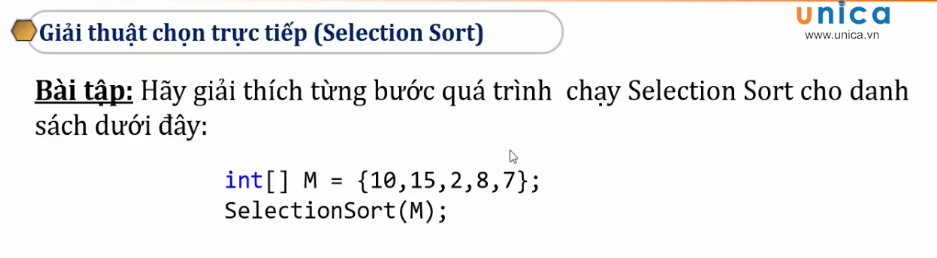 unica
Giải thuật chọn trực tiếp (Selection Sort)
www.unica.vn
Bài tập: Hãy giải thích từng bước quá trình chạy Selection Sort cho danh
sách dưới đây:
int[] M = {10,15,2,8,7};
SelectionSort(M);